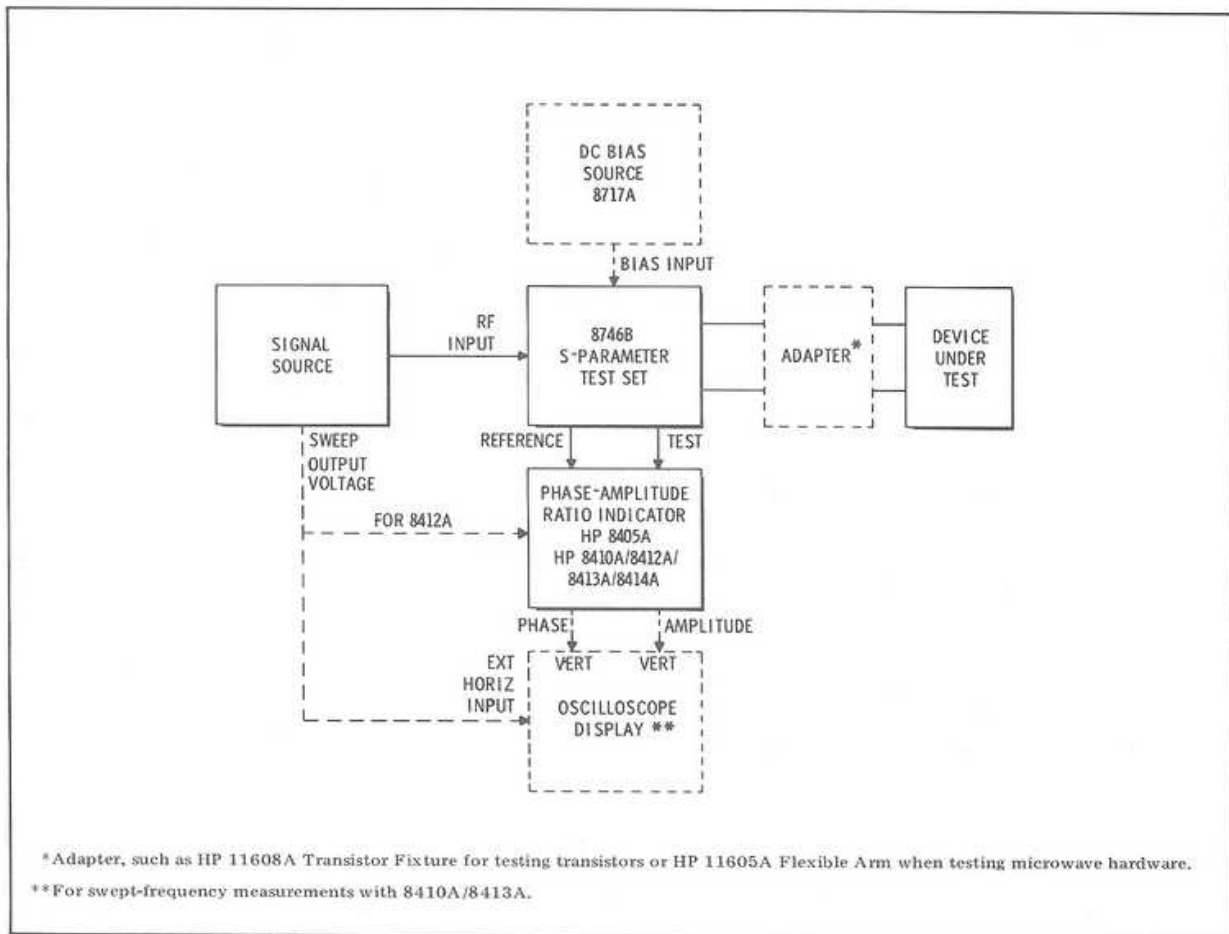 DC BIAS
SOURCE
8717A
BIAS INPUT
SIGNAL
SOURCE
RF
INPUT
8746B
S-PARAMETER
TEST SET
ADAPTER*
DEVICE
UNDER
TEST
SWEEP
OUTPUT
VOLTAGE
REFERENCE
TEST
FOR 8412A
PHASE-AMPLITUDE
RATIO INDICATOR
HP 8405A
HP 8410A/8412A/
8413A/8414A
PHASE
AMPLITUDE
EXT
HORIZ
INPUT
VERT VERT
OSCILLOSCOPE
DISPLAY **
*Adapter, such as HP 11608A Transistor Fixture for testing transistors or HP 11605A Flexible Arm when testing microwave hardware.
**For swept-frequency measurements with 8410A/8413A.